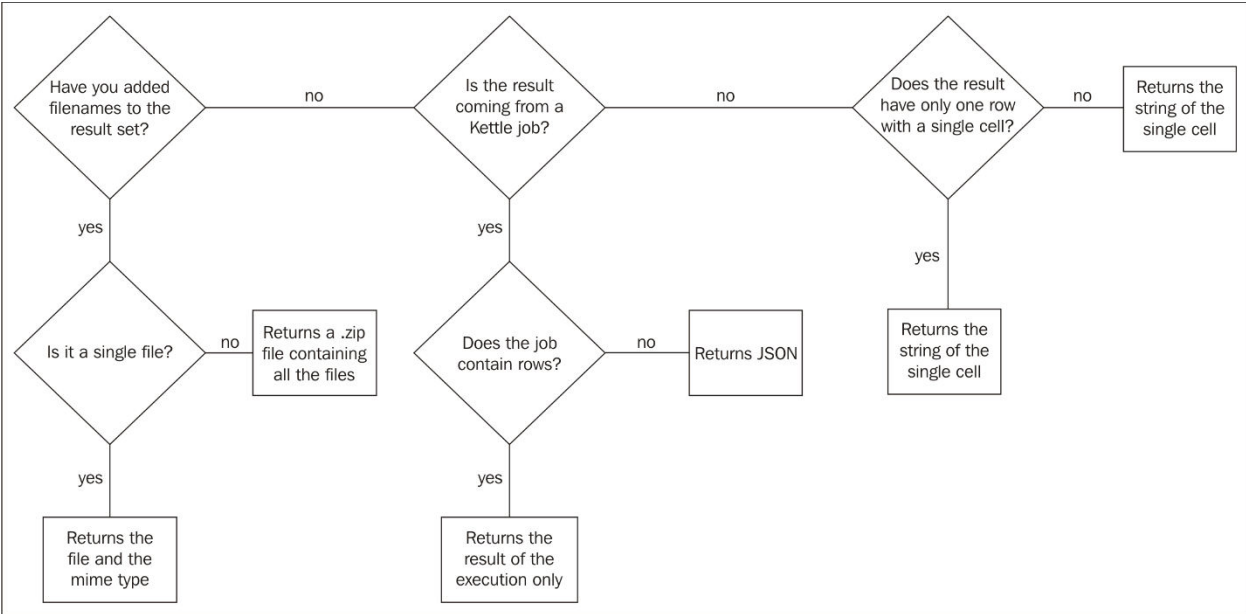 Have you added
filenames to the
result set?
no
Is the result
coming from a
Kettle job?
no
Does the result
have only one row
with a single cell?
no
Returns the
string of the
single cell
yes
yes
yes
Is it a single file?
no
Returns a .zip
file containing
all the files
Does the job
contain rows?
no
Returns JSON
Returns the
string of the
single cell
yes
yes
Returns the
file and the
mime type
Returns the
result of the
execution only